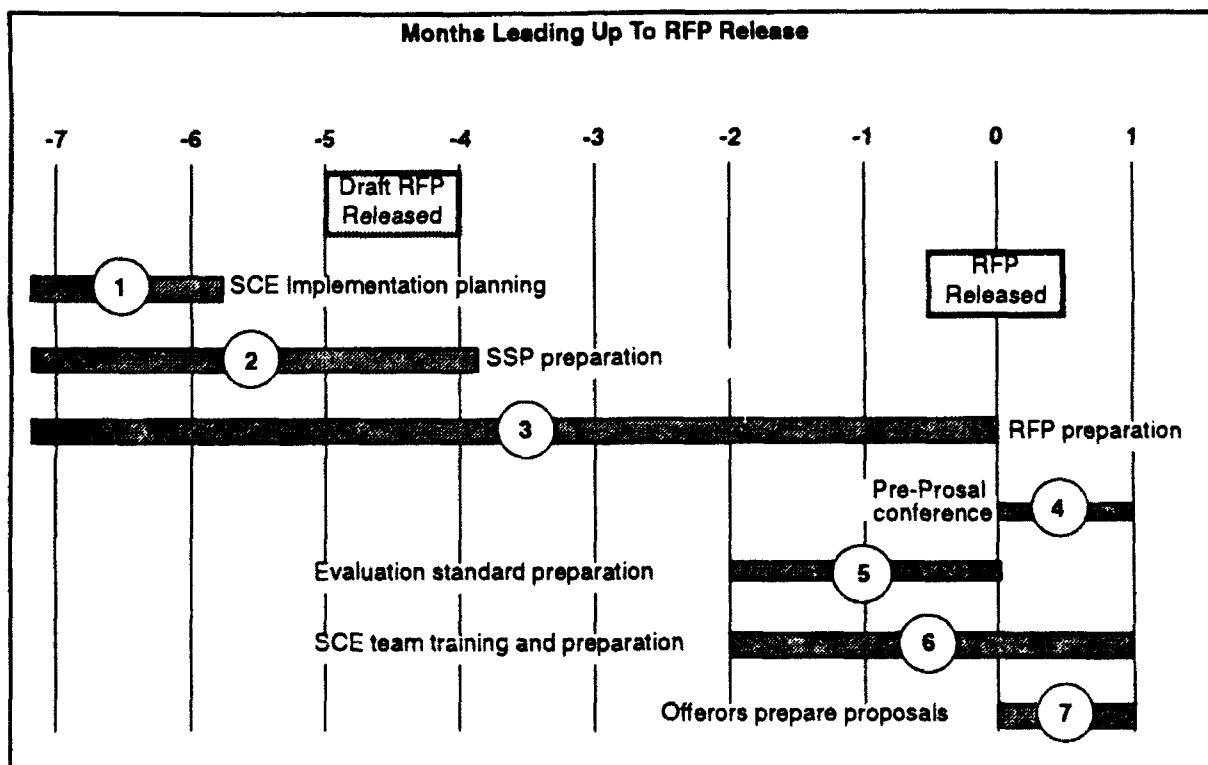 Months Leading Up To RFP Release
-7 -6 -5 -4 -3 -2 -1 0 1
Draft RFP
Released
RFP
Released
1 SCE Implementation planning
2 SSP preparation
3 RFP preparation
Pre-Prosal
conference 4
Evaluation standard preparation 5
SCE team training and preparation 6
Offerors prepare proposals 7